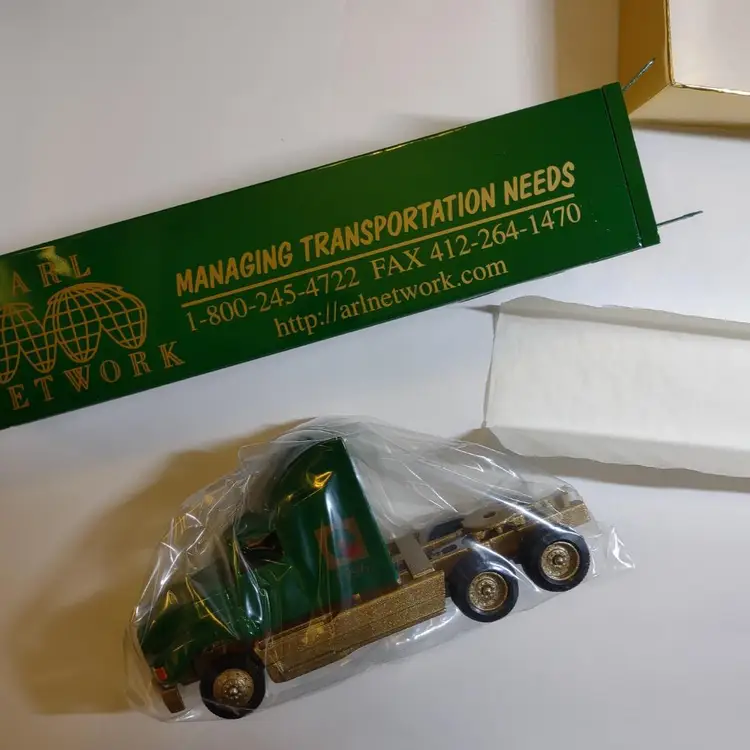 ARL
NETWORK
MANAGING TRANSPORTATION NEEDS
1-800-245-4722 FAX 412-264-1470
http://arlnetwork.com